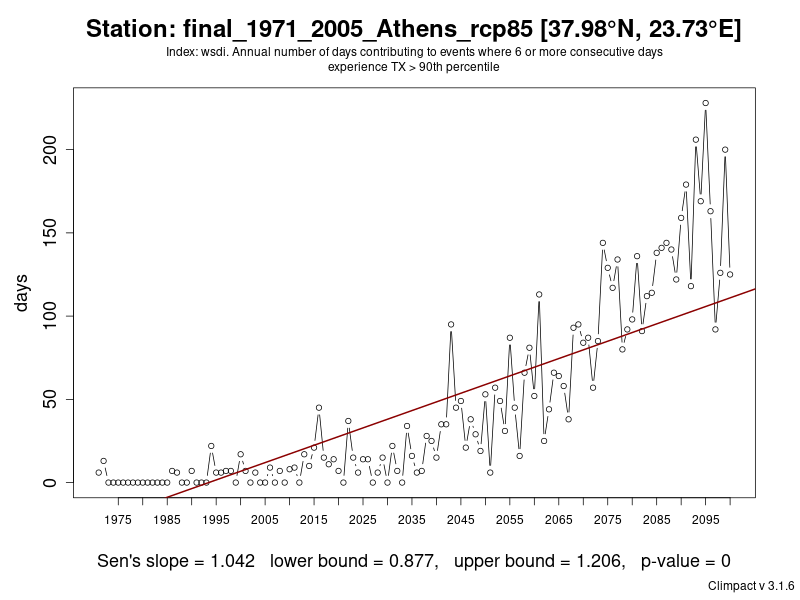 Station: final_1971_2005_Athens_rcp85 [37.98°N, 23.73°E]
Index: wsdi. Annual number of days contributing to events where 6 or more consecutive days
experience TX > 90th percentile
200
150
100
50
0
days
1975 1985 1995 2005 2015 2025 2035 2045 2055 2065 2075 2085 2095
Sen's slope = 1.042 lower bound = 0.877, upper bound = 1.206, p-value = 0
Climpact v 3.1.6